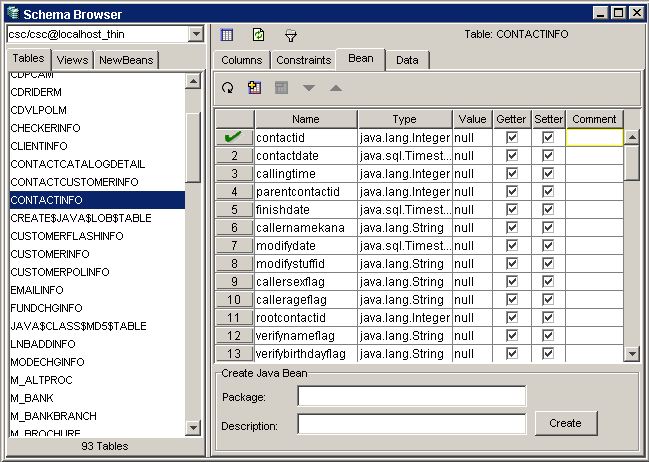 Schema Browser
csc/csc@localhost_thin
Table: CONTACTINFO
Tables Views NewBeans
Columns Constraints Bean Data
CDPCAM
CDRIDERM
CDVLPOLM
CHECKERINFO
CLIENTINFO
CONTACTCATALOGDETAIL
CONTACTCUSTOMERINFO
CONTACTINFO
CREATE$JAVA$LOB$TABLE
CUSTOMERFLASHINFO
CUSTOMERINFO
CUSTOMERPOLINFO
EMAILINFO
FUNDCHGINFO
JAVA$CLASS$MD5$TABLE
LNBADDINFO
MODECHGINFO
M_ALTPROC
M_BANK
M_BANKBRANCH
M_BROCHURE
93 Tables
Name Type Value Getter Setter Comment
contactid java.lang.Integer null
2 contactdate java.sql.Timest... null
3 callingtime java.lang.Integer null
4 parentcontactid java.lang.Integer null
5 finishdate java.sql.Timest... null
6 callernamekana java.lang.String null
7 modifydate java.sql.Timest... null
8 modifystuffid java.lang.String null
9 callersexflag java.lang.String null
10 callerageflag java.lang.String null
11 rootcontactid java.lang.Integer null
12 verifynameflag java.lang.String null
13 verifybirthdayflag java.lang.String null
Create Java Bean
Package:
Description:
Create